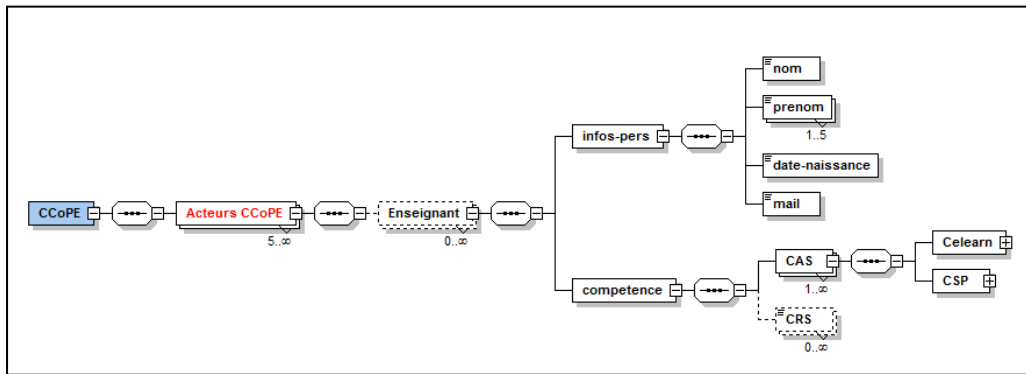 nom
prenom
1..5
infos-pers
date-naissance
mail
CCoPE
Acteurs CCoPE
5..∞
Enseignant
0..∞
competence
CAS
1..∞
CRS
0..∞
Celearn
CSP